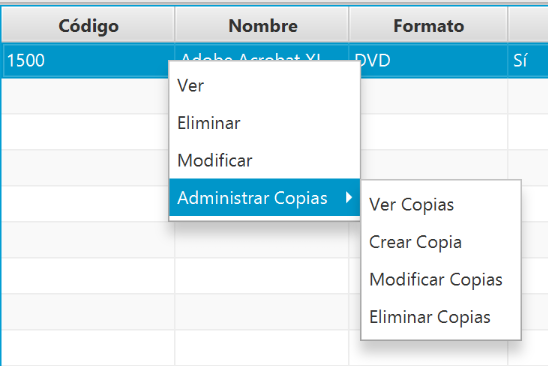 Código Nombre Formato
1500 Adobe Acrobat XI DVD Sí
Ver
Eliminar
Modificar
Administrar Copias
Ver Copias
Crear Copia
Modificar Copias
Eliminar Copias